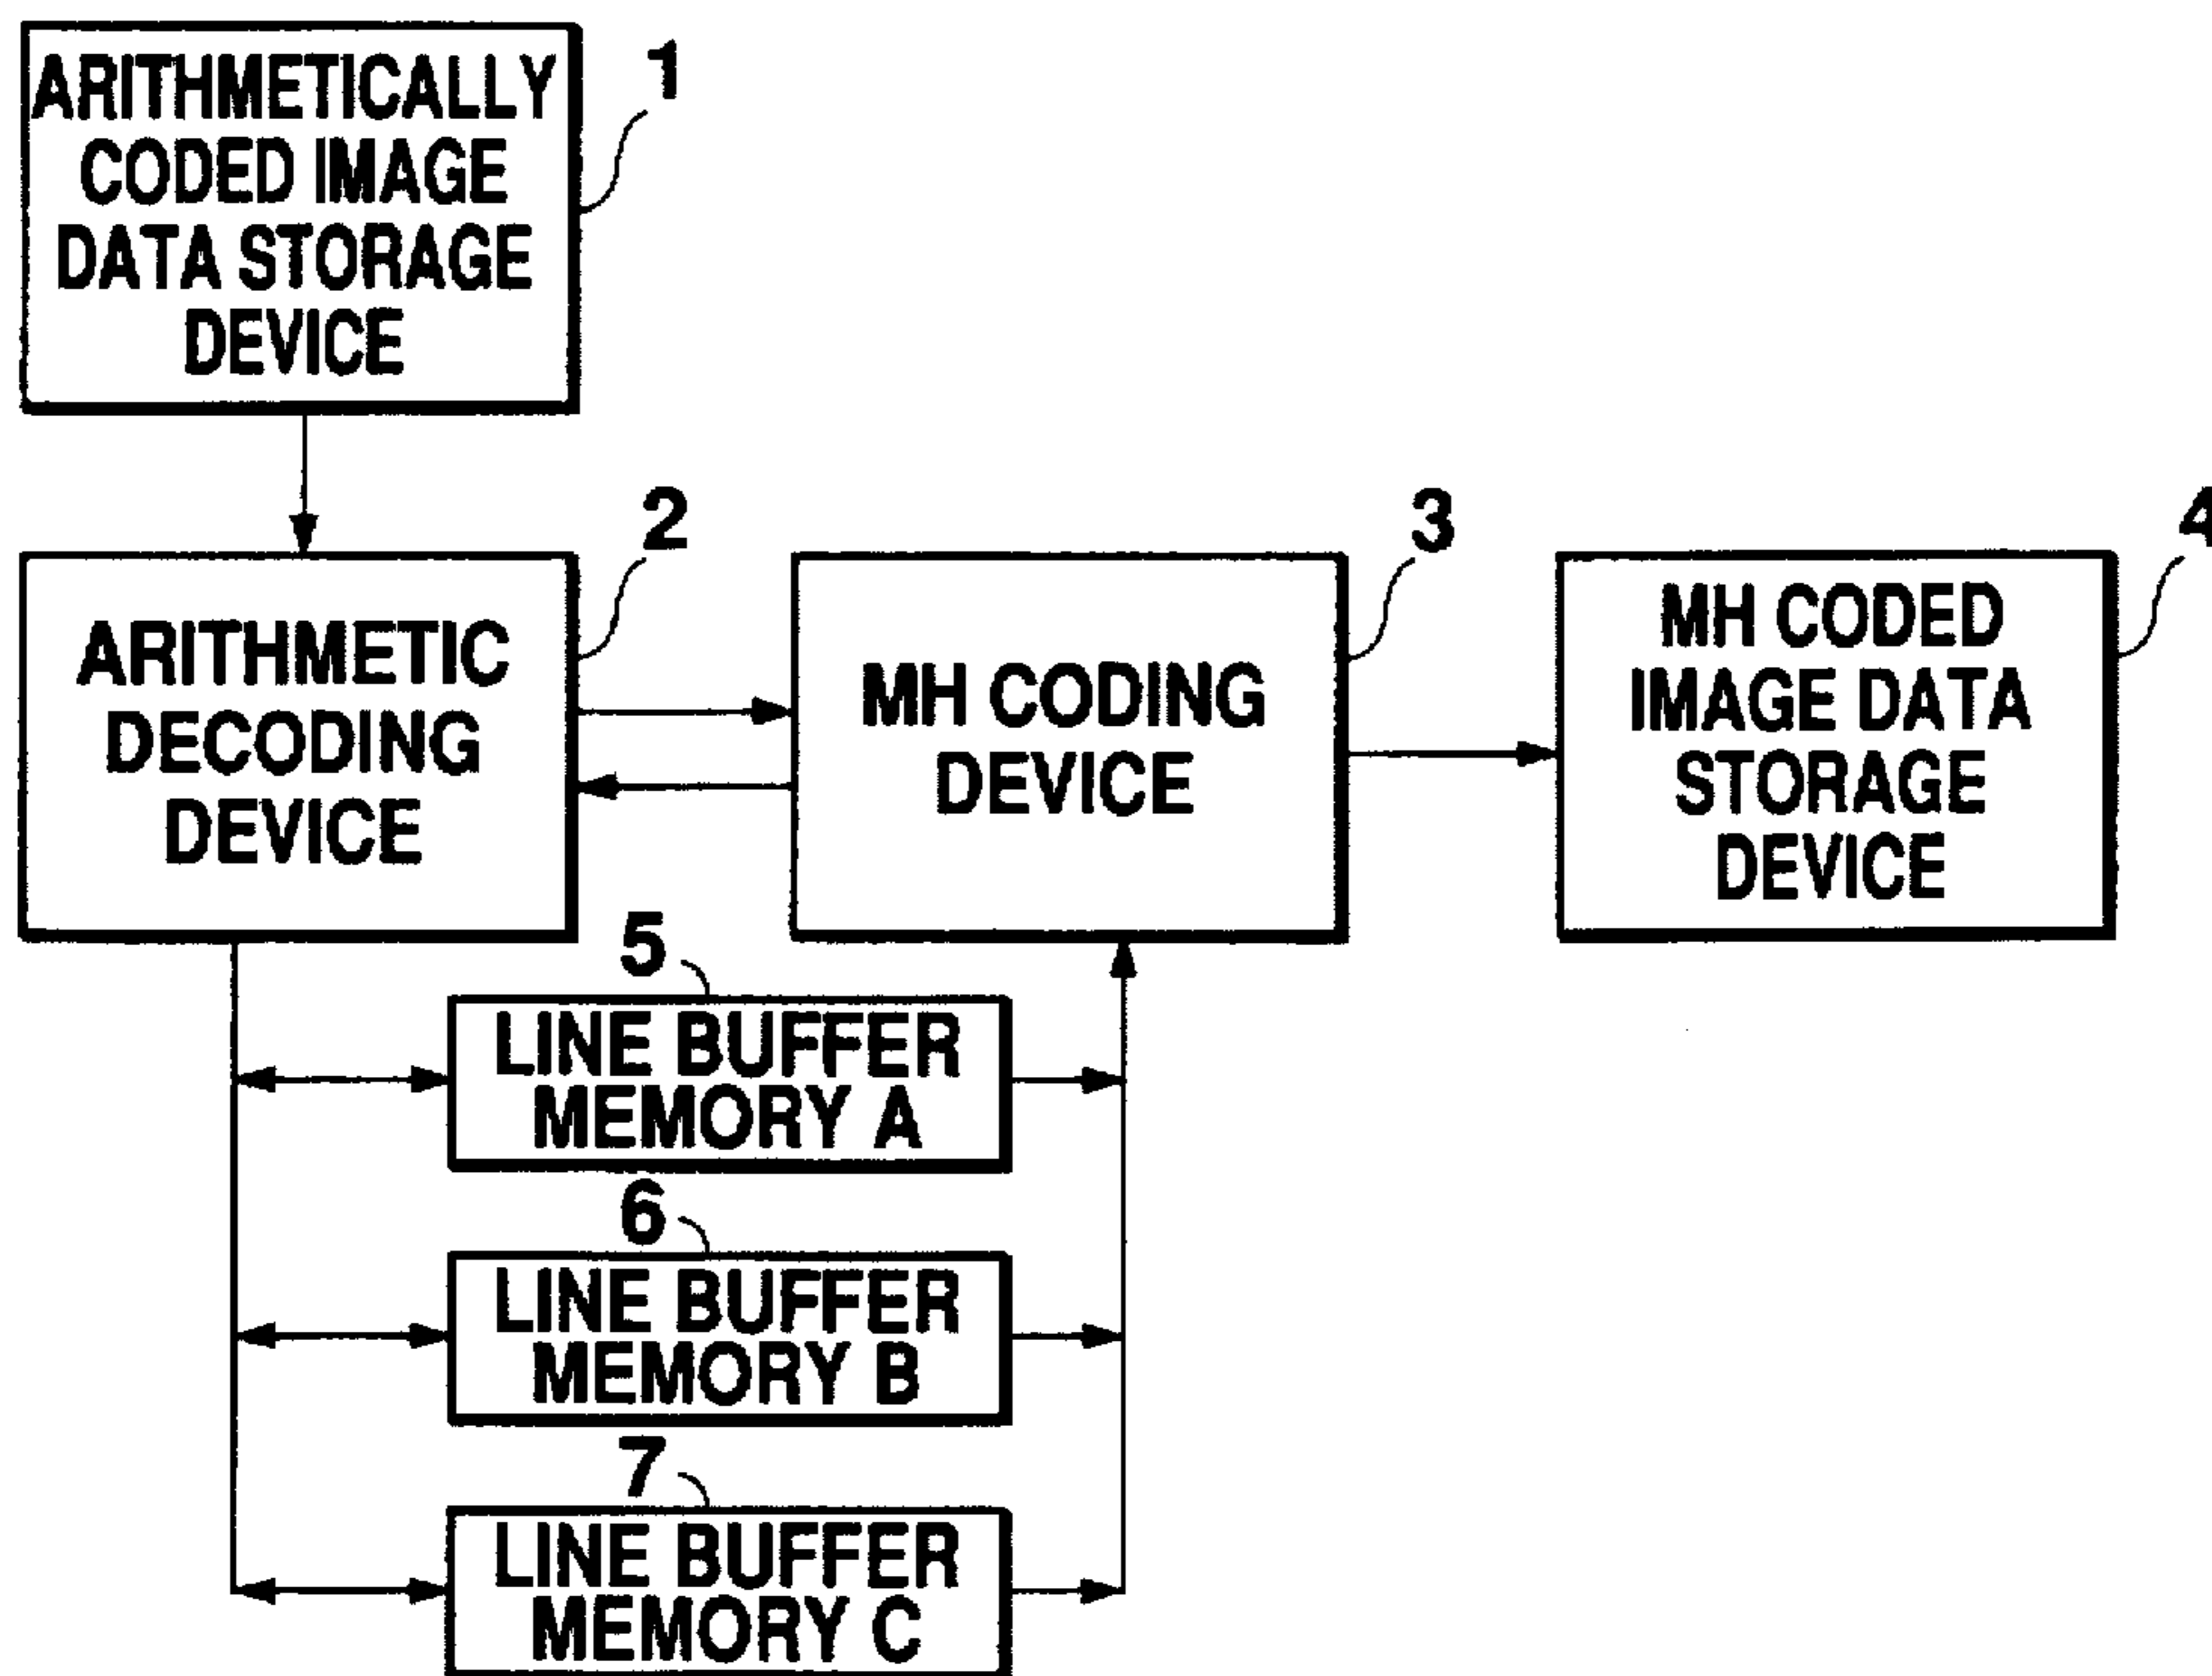 ARITHMETICALLY
CODED IMAGE
DATA STORAGE
DEVICE
1
2
ARITHMETIC
DECODING
DEVICE
3
MH CODING
DEVICE
4
MH CODED
IMAGE DATA
STORAGE
DEVICE
5
LINE BUFFER
MEMORY A
6
LINE BUFFER
MEMORY B
7
LINE BUFFER
MEMORY C